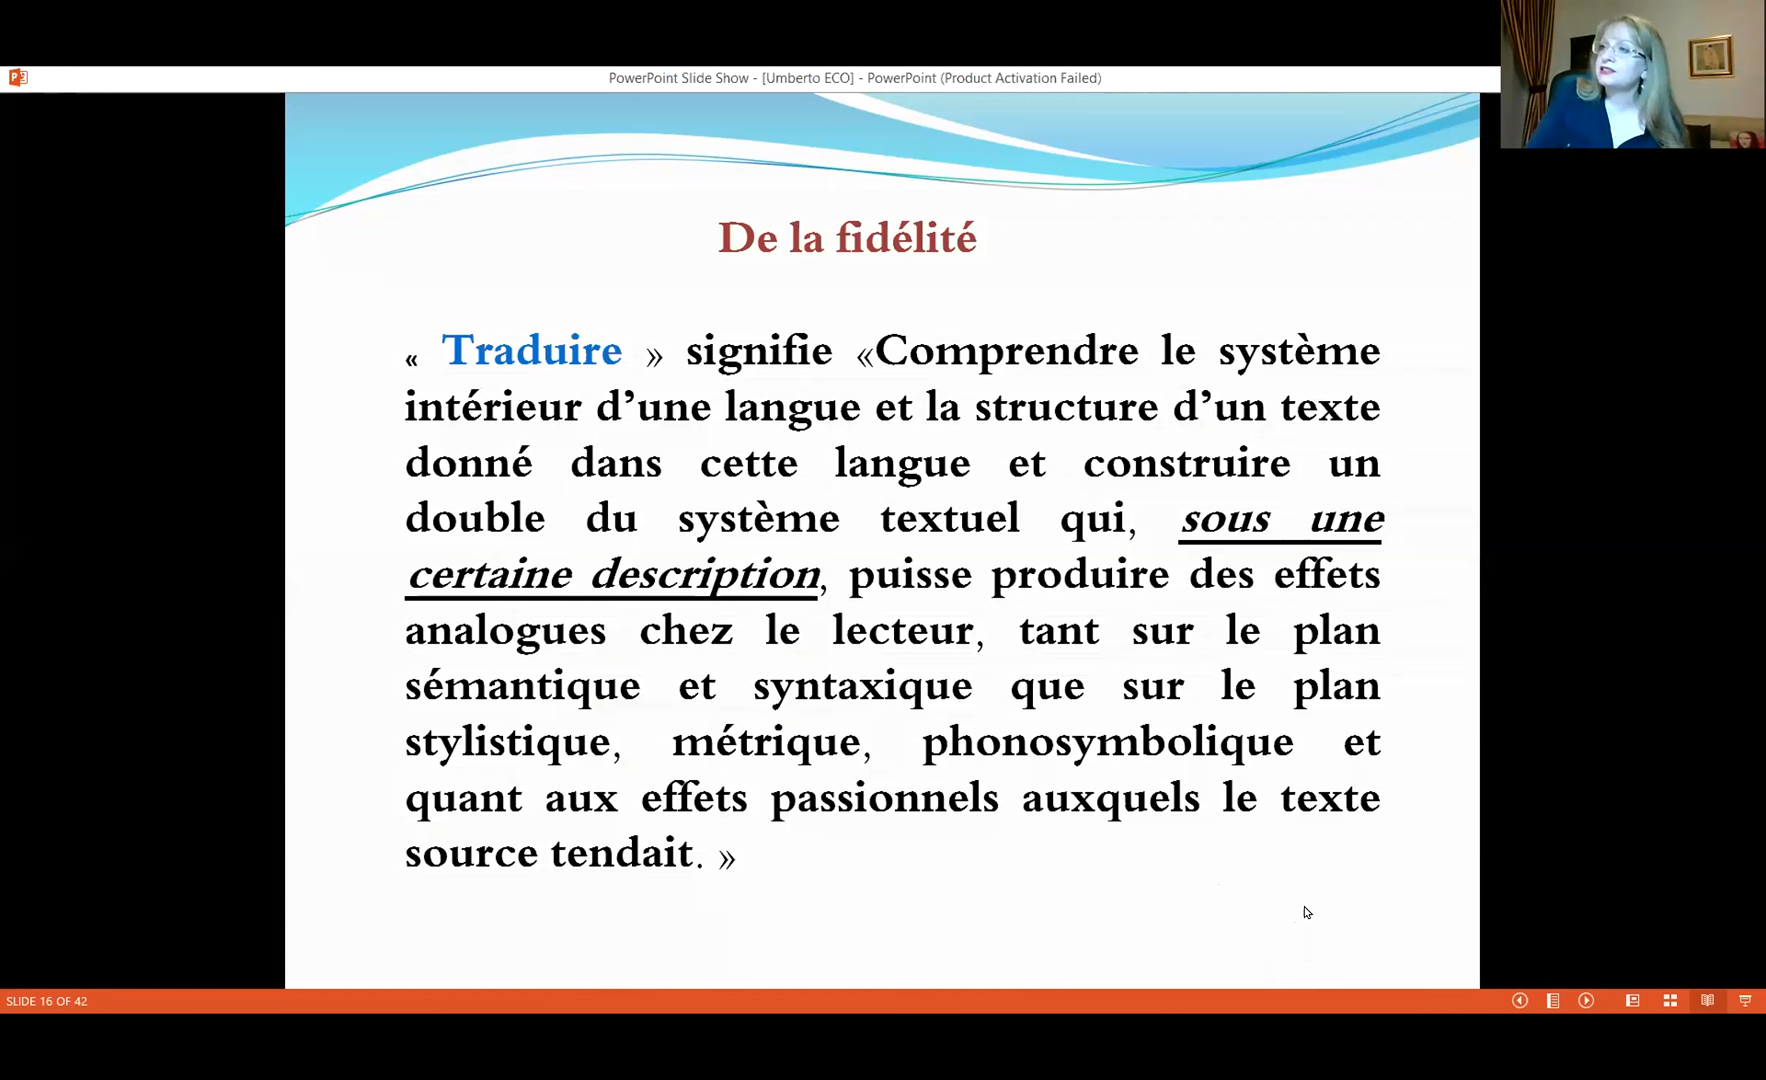 PowerPoint Slide Show - [Umberto ECO] - PowerPoint (Product Activation Failed)
De la fidélité
« Traduire » signifie «Comprendre le système
intérieur d’une langue et la structure d’un texte
donné dans cette langue et construire un
double du système textuel qui, sous une
certaine description, puisse produire des effets
analogues chez le lecteur, tant sur le plan
sémantique et syntaxique que sur le plan
stylistique, métrique, phonosymbolique et
quant aux effets passionnels auxquels le texte
source tendait. »
SLIDE 16 OF 42